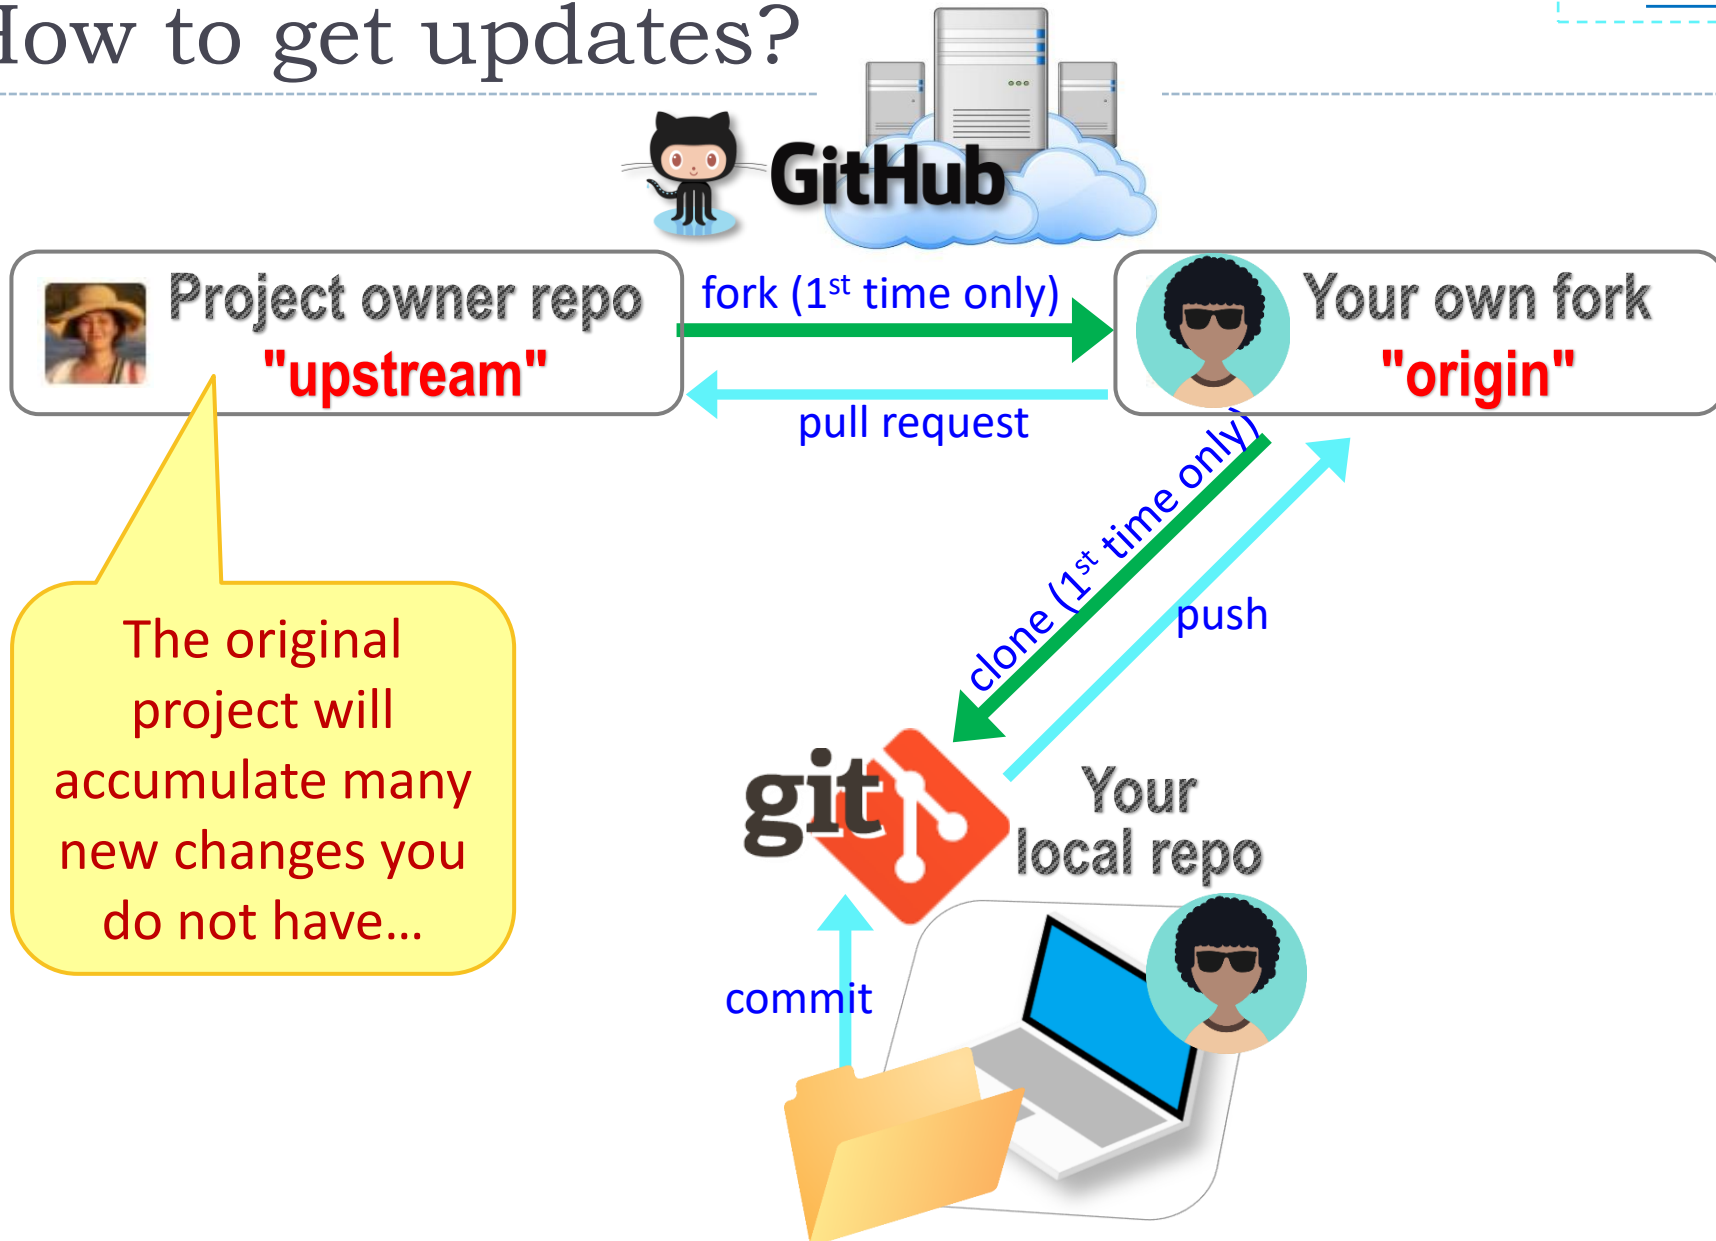 How to get updates?
GitHub
Project owner repo
"upstream"
fork (1st time only)
pull request
Your own fork
"origin"
clone (1st time only)
push
The original
project will
accumulate many
new changes you
do not have...
git
Your
local repo
commit